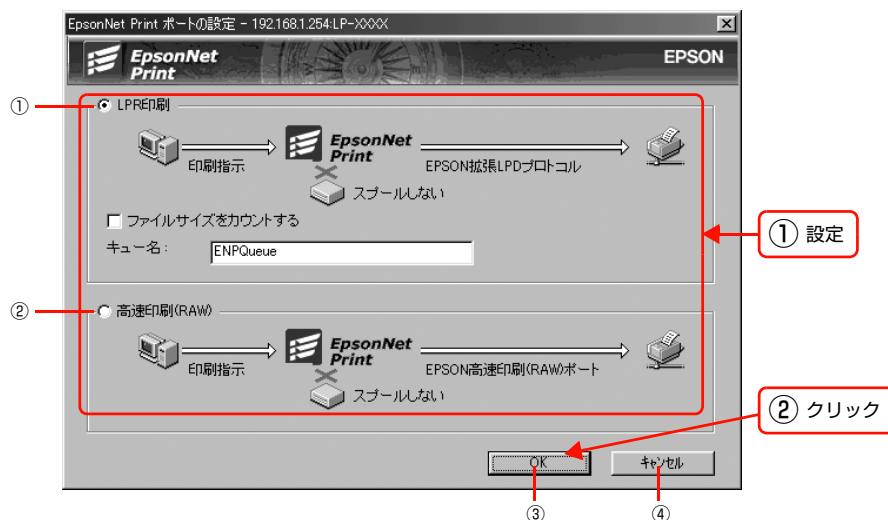 EpsonNet Print ポートの設定 - 192.168.1.254:LP-XXXX
EpsonNet
Print
EPSON
①
LPR印刷
印刷指示
EpsonNet
Print
EPSON拡張LPDプロトコル
スプールしない
ファイルサイズをカウントする
キュー名:
ENPQueue
① 設定
②
高速印刷(RAW)
印刷指示
EpsonNet
Print
EPSON高速印刷(RAW)ポート
スプールしない
② クリック
OK
キャンセル
③
④